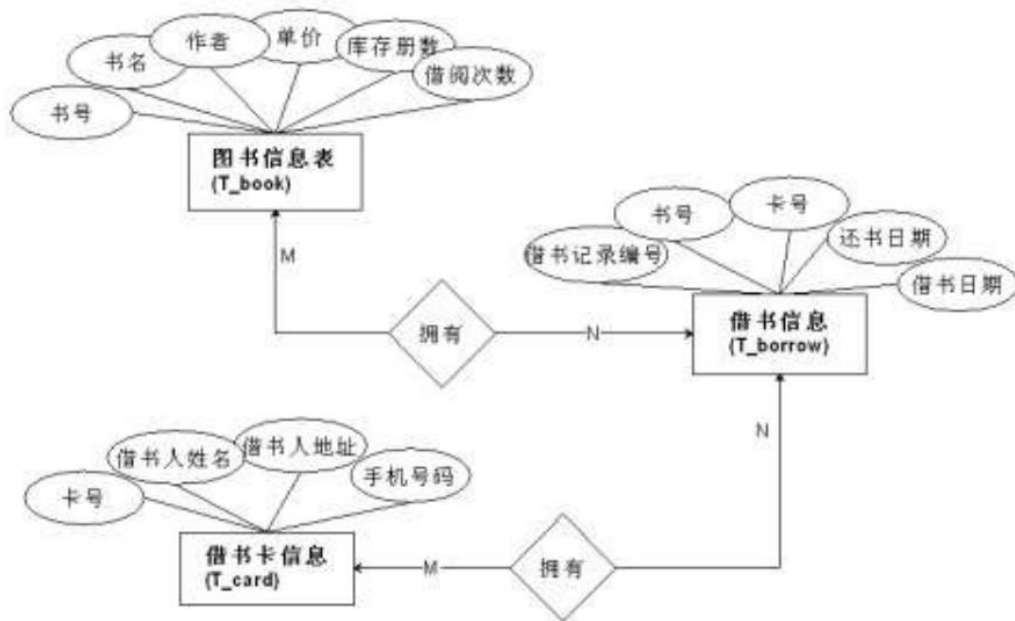 作者
单价
库存册数
书名
借阅次数
书号
图书信息表
(T_book)
M
书号
卡号
还书日期
借书记录编号
借书日期
拥有
N
借书信息
(T_borrow)
N
借书人姓名
借书人地址
手机号码
卡号
借书卡信息
(T_card)
M
拥有